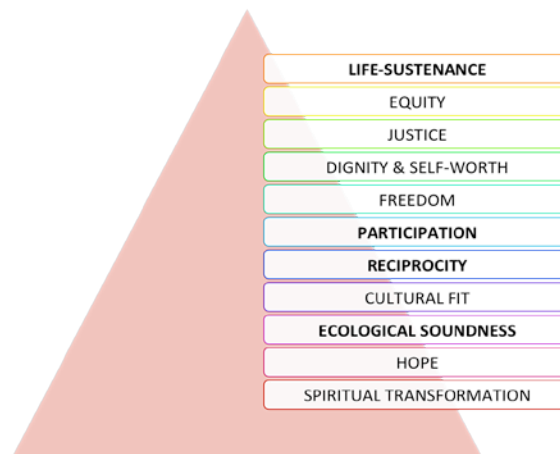 LIFE-SUSTENANCE
EQUITY
JUSTICE
DIGNITY & SELF-WORTH
FREEDOM
PARTICIPATION
RECIPROCITY
CULTURAL FIT
ECOLOGICAL SOUNDNESS
HOPE
SPIRITUAL TRANSFORMATION